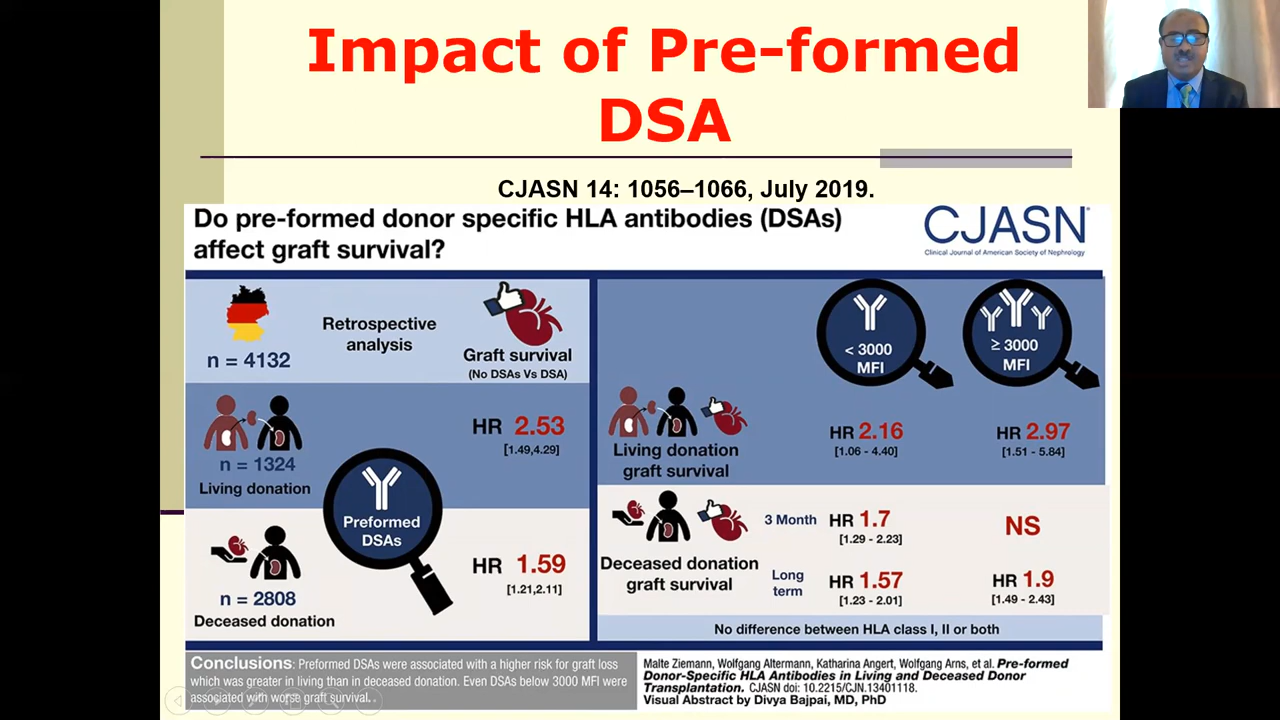 Impact of Pre-formed
DSA
CJASN 14: 1056–1066, July 2019.
Do pre-formed donor specific HLA antibodies (DSAs)
affect graft survival?
CJASN
Clinical Journal of American Society of Nephrology
n = 4132
Retrospective
analysis
Graft survival
(No DSAs Vs DSA)
n = 1324
Living donation
HR 2.53
[1.49,4.29]
Preformed
DSAs
n = 2808
Deceased donation
HR 1.59
[1.21,2.11]
< 3000
MFI
≥ 3000
MFI
Living donation
graft survival
HR 2.16
[1.06 - 4.40]
HR 2.97
[1.51 - 5.84]
Deceased donation
graft survival
3 Month
HR 1.7
[1.29 - 2.23]
NS
Long
term
HR 1.57
[1.23 - 2.01]
HR 1.9
[1.49 - 2.43]
No difference between HLA class I, II or both
Conclusions: Preformed DSAs were associated with a higher risk for graft loss
which was greater in living than in deceased donation. Even DSAs below 3000 MFI were
associated with worse graft survival.
Malte Ziemann, Wolfgang Altermann, Katharina Angert, Wolfgang Arns, et al. Pre-formed
Donor-Specific HLA Antibodies in Living and Deceased Donor
Transplantation. CJASN doi: 10.2215/CJN.13401118.
Visual Abstract by Divya Bajpai, MD, PhD